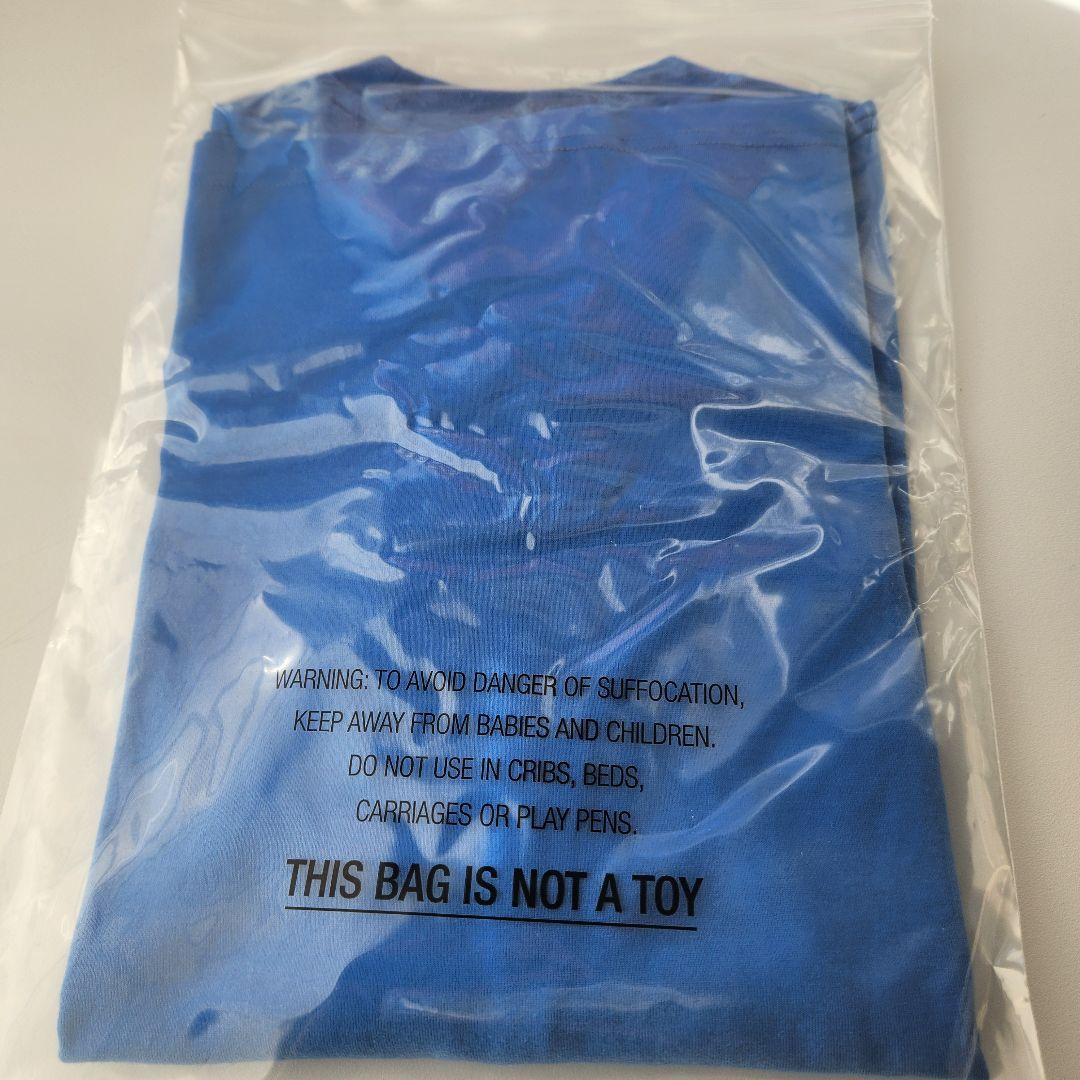 WARNING: TO AVOID DANGER OF SUFFOCATION,
KEEP AWAY FROM BABIES AND CHILDREN.
DO NOT USE IN CRIBS, BEDS,
CARRIAGES OR PLAY PENS.
THIS BAG IS NOT A TOY